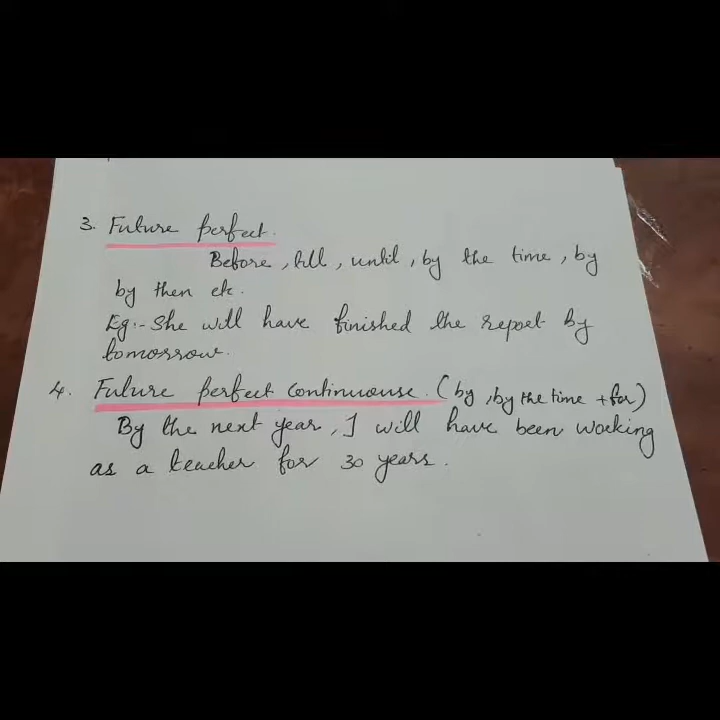 3. Future perfect.
Before, till, until, by the time, by
by then etc.
Eg:- She will have finished the report by
tomorrow.
4. Future perfect continuouse. (by, by the time + for)
By the next year, I will have been working
as a teacher for 30 years.